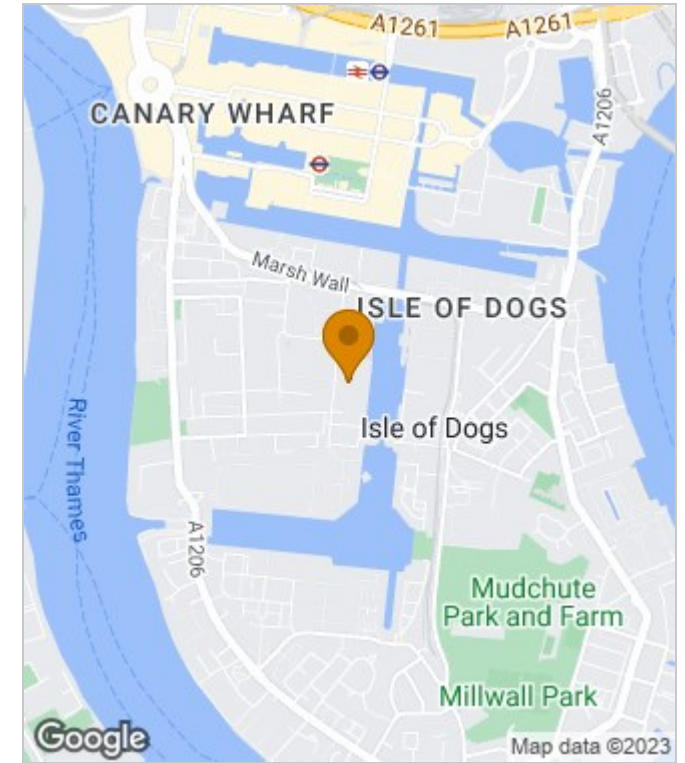 A1261
A1261
CANARY WHARF
A1206
Marsh Wall
ISLE OF DOGS
Isle of Dogs
River Thames
A1206
Mudchute
Park and Farm
Millwall Park
Google
Map data ©2023